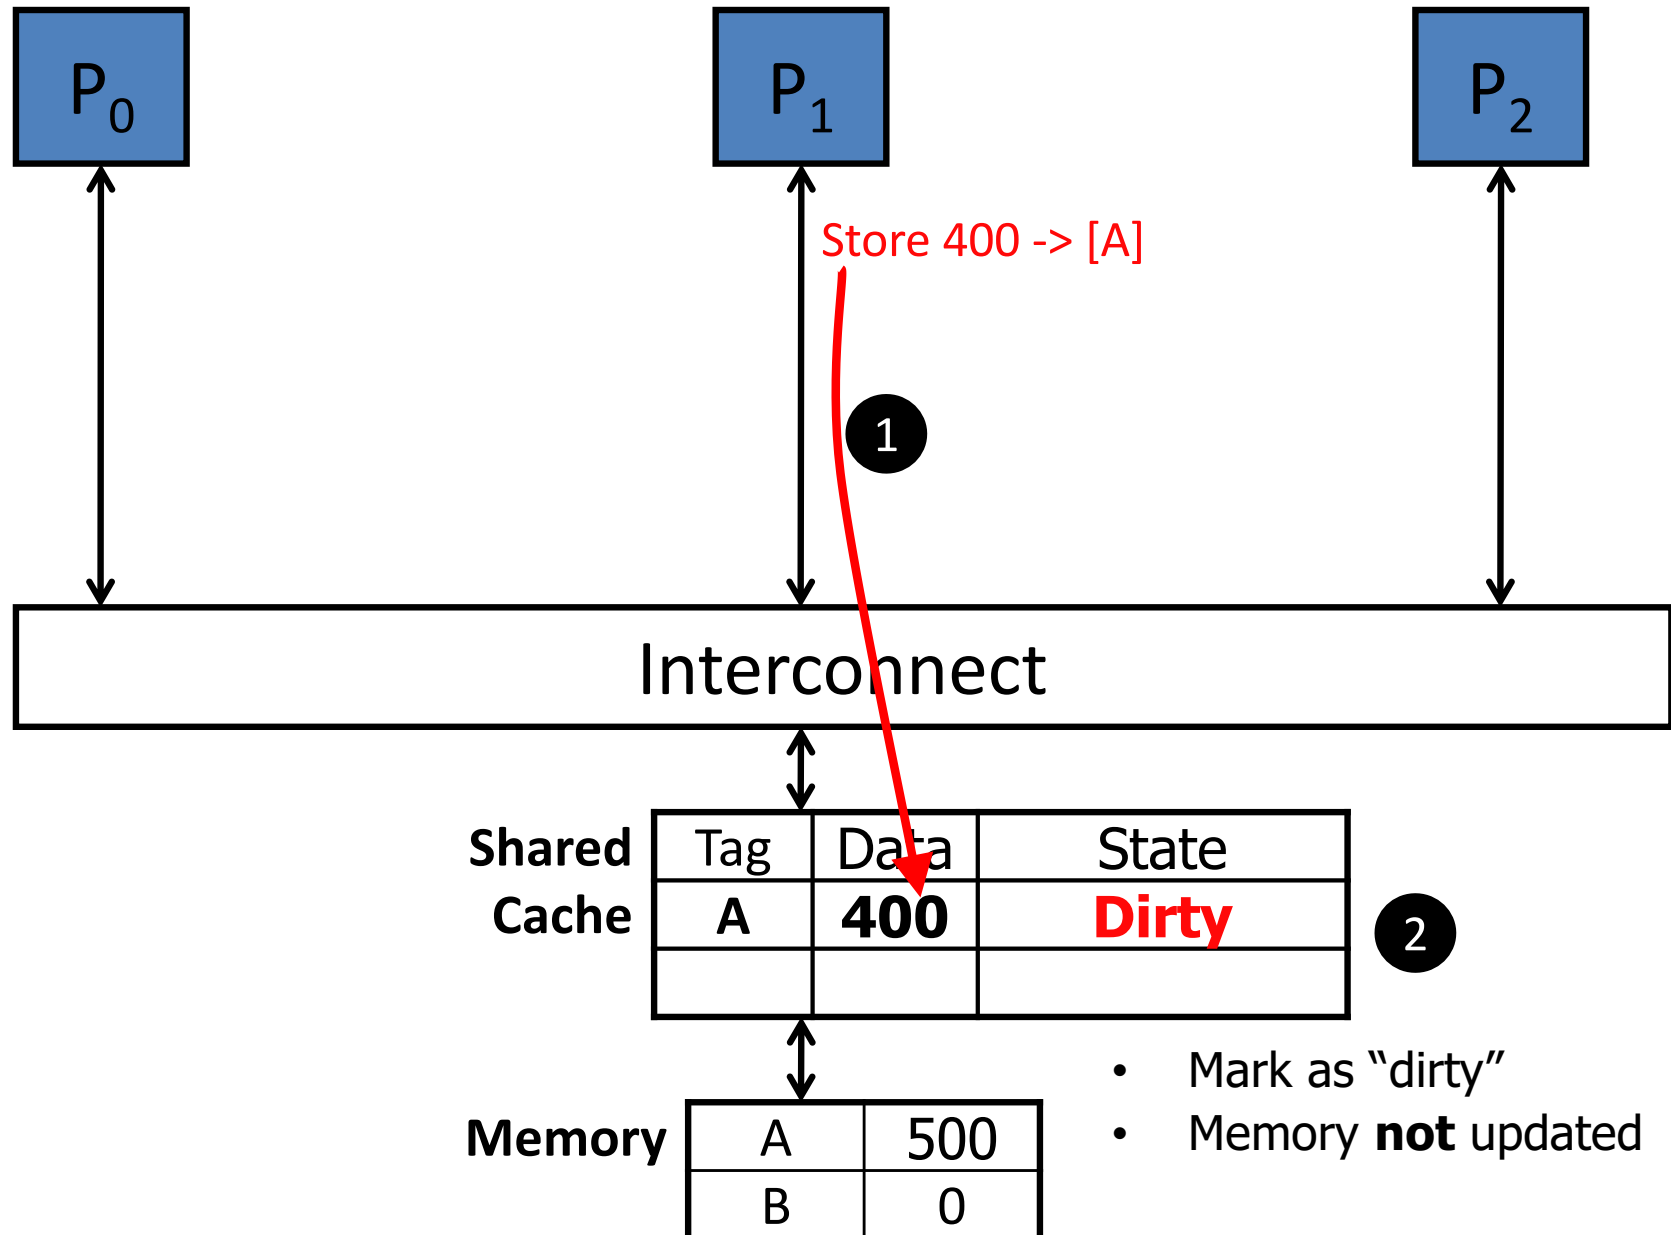 P0
P1
P2
Store 400 -> [A]
1
Interconnect
Shared
Cache
Tag Data State
A 400 Dirty
2
Memory
A 500
B 0
• Mark as “dirty”
• Memory not updated